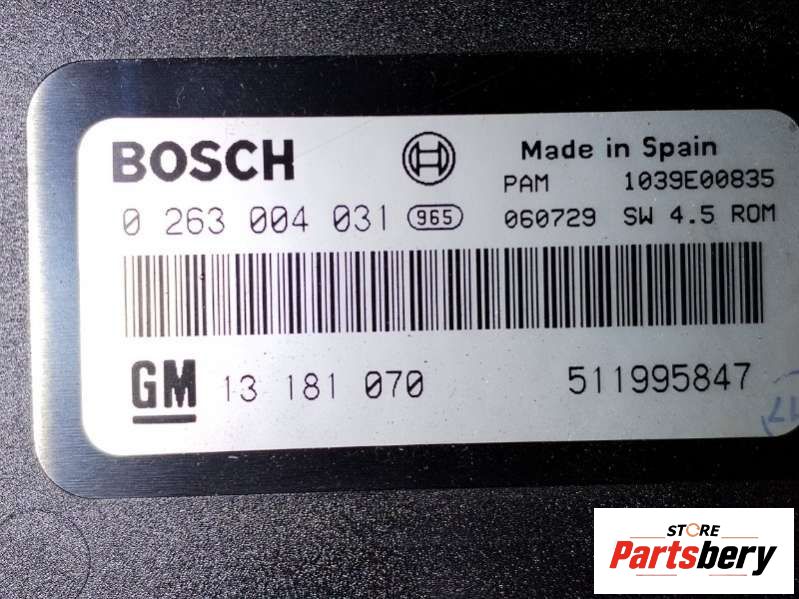 BOSCH
Made in Spain
PAM 1039E00835
0 263 004 031 965 060729 SW 4.5 ROM
GM 13 181 070 511995847
17
STORE
Partsbery